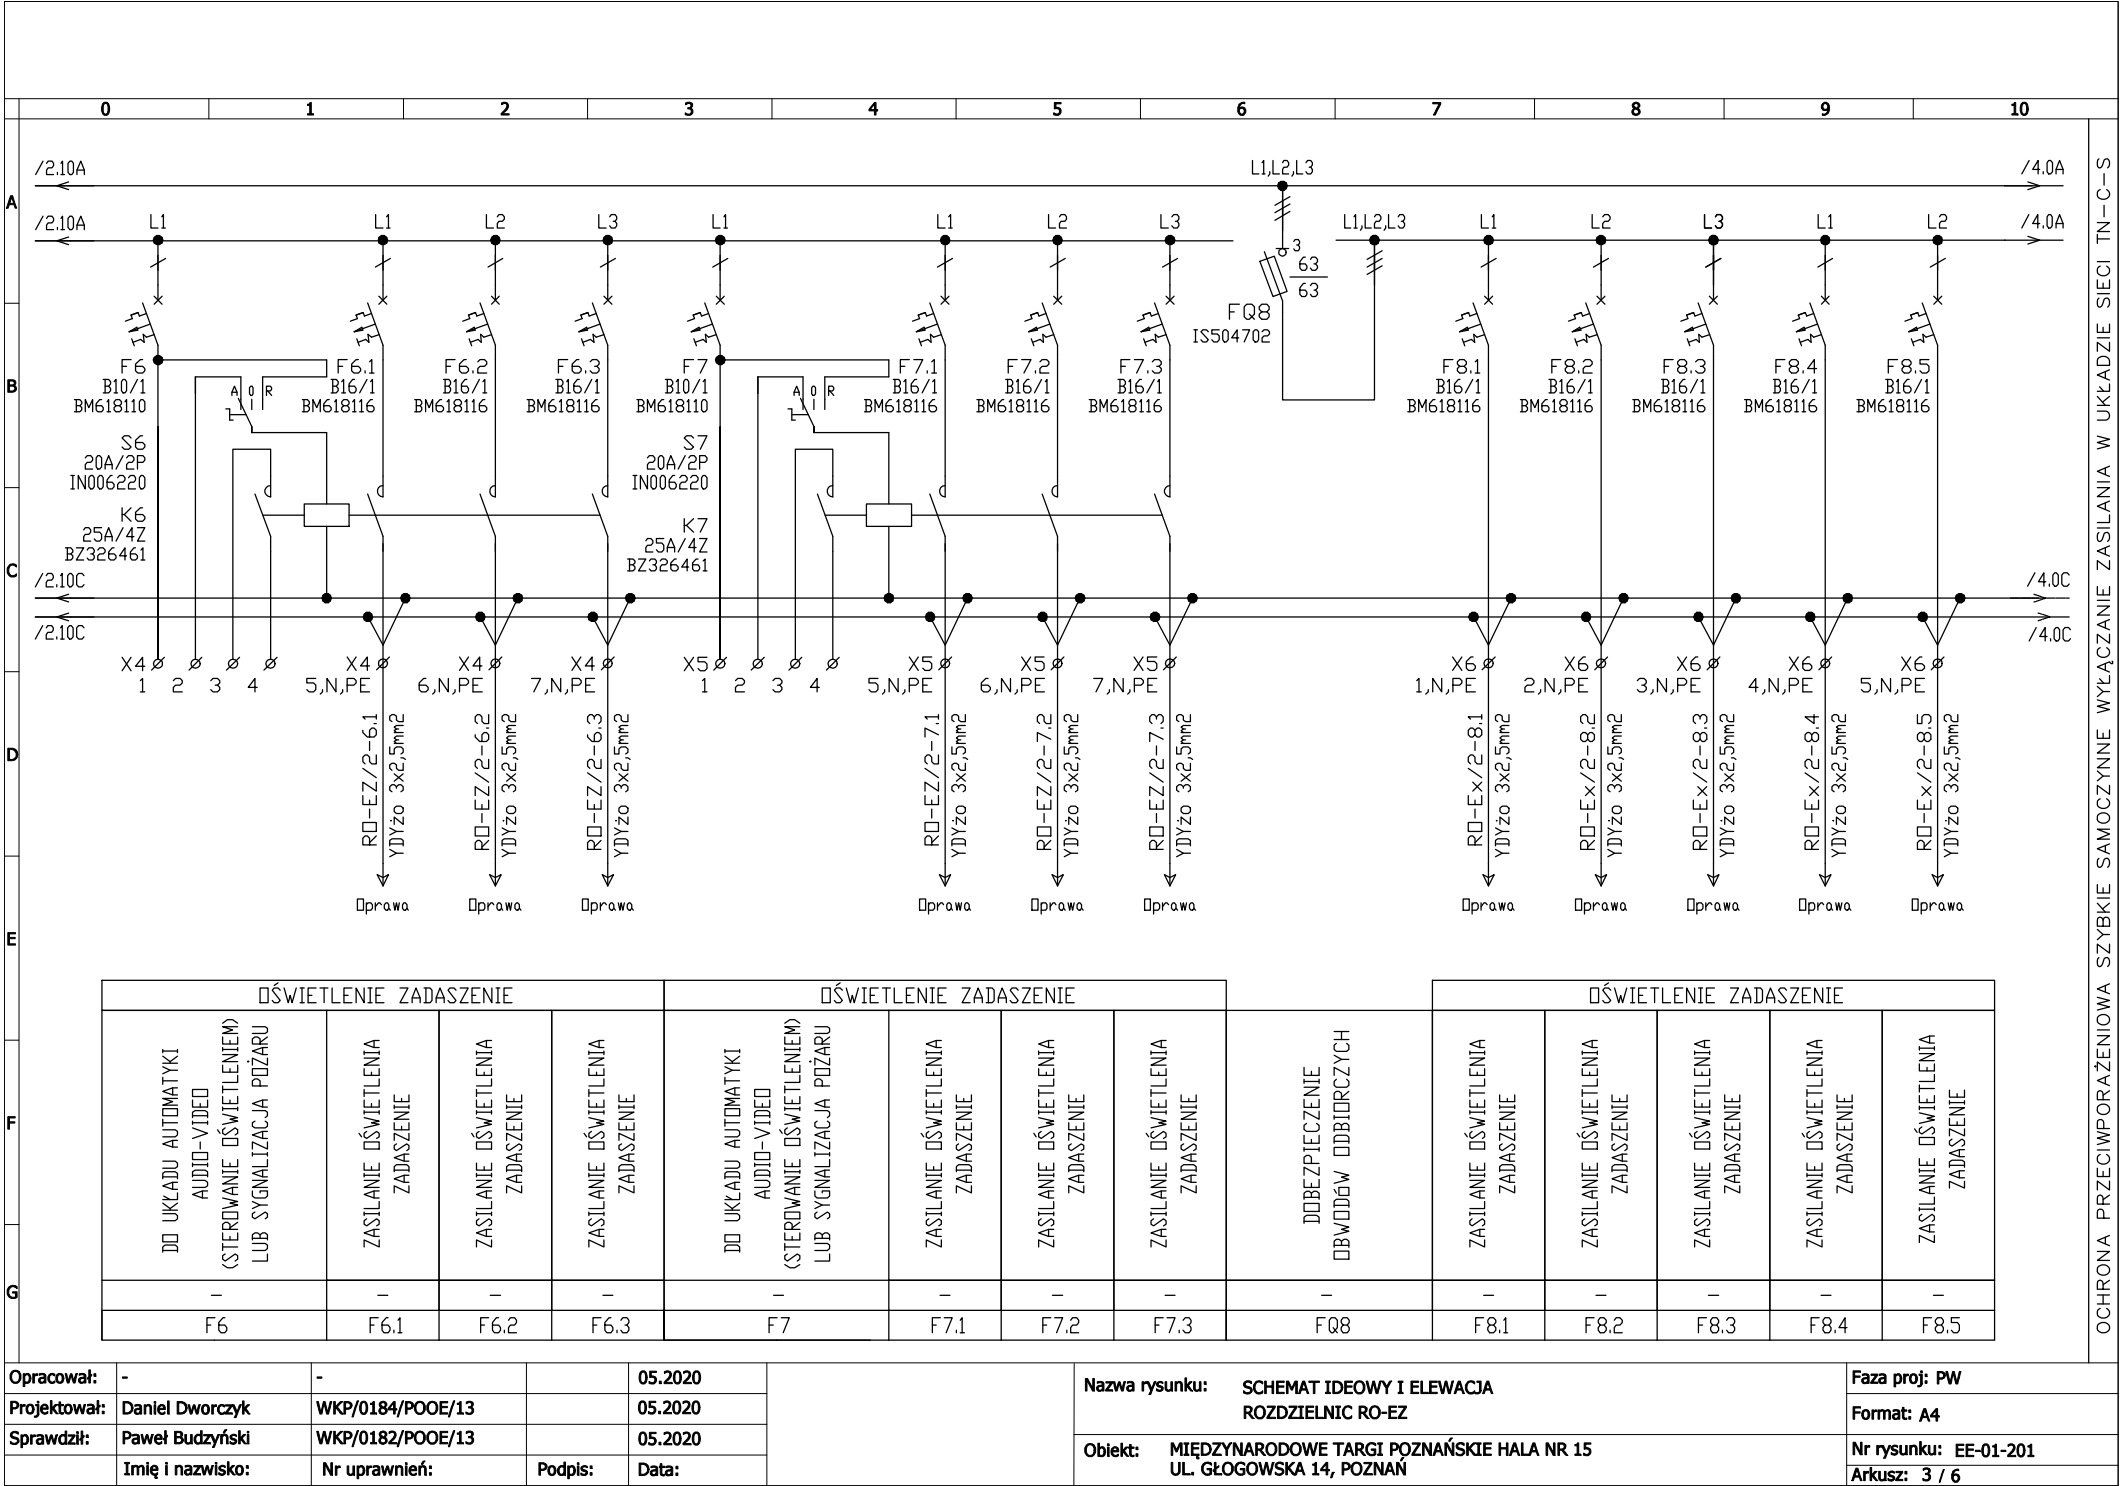 0 1 2 3 4 5 6 7 8 9 10
A
B
C
D
E
F
G
/2.10A L1,L2,L3 /4.0A
/2.10A L1 L1 L2 L3 L1 L1 L2 L3 L1,L2,L3 L1 L2 L3 L1 L2 /4.0A
3
63
63
FQ8
IS504702
F6
B10/1
BM618110
A 0 R
S6
20A/2P
IN006220
K6
25A/4Z
BZ326461
F6.1
B16/1
BM618116
F6.2
B16/1
BM618116
F6.3
B16/1
BM618116
F7
B10/1
BM618110
A 0 R
S7
20A/2P
IN006220
K7
25A/4Z
BZ326461
F7.1
B16/1
BM618116
F7.2
B16/1
BM618116
F7.3
B16/1
BM618116
F8.1
B16/1
BM618116
F8.2
B16/1
BM618116
F8.3
B16/1
BM618116
F8.4
B16/1
BM618116
F8.5
B16/1
BM618116
/2.10C /4.0C
/2.10C /4.0C
X4 X4 X4 X4 X5 X5 X5 X5 X6 X6 X6 X6 X6
1 2 3 4 5,N,PE 6,N,PE 7,N,PE 1 2 3 4 5,N,PE 6,N,PE 7,N,PE 1,N,PE 2,N,PE 3,N,PE 4,N,PE 5,N,PE
RO-EZ/2-6.1
YDYżo 3x2,5mm2
RO-EZ/2-6.2
YDYżo 3x2,5mm2
RO-EZ/2-6.3
YDYżo 3x2,5mm2
RO-EZ/2-7.1
YDYżo 3x2,5mm2
RO-EZ/2-7.2
YDYżo 3x2,5mm2
RO-EZ/2-7.3
YDYżo 3x2,5mm2
RO-Ex/2-8.1
YDYżo 3x2,5mm2
RO-Ex/2-8.2
YDYżo 3x2,5mm2
RO-Ex/2-8.3
YDYżo 3x2,5mm2
RO-Ex/2-8.4
YDYżo 3x2,5mm2
RO-Ex/2-8.5
YDYżo 3x2,5mm2
Oprawa Oprawa Oprawa Oprawa Oprawa Oprawa Oprawa Oprawa Oprawa Oprawa Oprawa
OŚWIETLENIE ZADASZENIE OŚWIETLENIE ZADASZENIE OŚWIETLENIE ZADASZENIE
DO UKŁADU AUTOMATYKI
AUDIO-VIDEO
(STEROWANIE OŚWIETLENIEM)
LUB SYGNALIZACJA POŻARU
ZASILANIE OŚWIETLENIA
ZADASZENIE
ZASILANIE OŚWIETLENIA
ZADASZENIE
ZASILANIE OŚWIETLENIA
ZADASZENIE
DO UKŁADU AUTOMATYKI
AUDIO-VIDEO
(STEROWANIE OŚWIETLENIEM)
LUB SYGNALIZACJA POŻARU
ZASILANIE OŚWIETLENIA
ZADASZENIE
ZASILANIE OŚWIETLENIA
ZADASZENIE
ZASILANIE OŚWIETLENIA
ZADASZENIE
DOBEZPIECZENIE
OBWODÓW ODBIORCZYCH
ZASILANIE OŚWIETLENIA
ZADASZENIE
ZASILANIE OŚWIETLENIA
ZADASZENIE
ZASILANIE OŚWIETLENIA
ZADASZENIE
ZASILANIE OŚWIETLENIA
ZADASZENIE
ZASILANIE OŚWIETLENIA
ZADASZENIE
- - - - - - - - - - - - - -
F6 F6.1 F6.2 F6.3 F7 F7.1 F7.2 F7.3 FQ8 F8.1 F8.2 F8.3 F8.4 F8.5
OCHRONA PRZECIWPORAŻENIOWA SZYBKIE SAMOCZYNNE WYŁĄCZANIE ZASILANIA W UKŁADZIE SIECI TN-C-S
Opracował: - - 05.2020
Projektował: Daniel Dworczyk WKP/0184/POOE/13 05.2020
Sprawdził: Paweł Budzyński WKP/0182/POOE/13 05.2020
Imię i nazwisko: Nr uprawnień: Podpis: Data:
Nazwa rysunku: SCHEMAT IDEOWY I ELEWACJA
ROZDZIELNIC RO-EZ
Obiekt: MIĘDZYNARODOWE TARGI POZNAŃSKIE HALA NR 15
UL. GŁOGOWSKA 14, POZNAŃ
Faza proj: PW
Format: A4
Nr rysunku: EE-01-201
Arkusz: 3 / 6